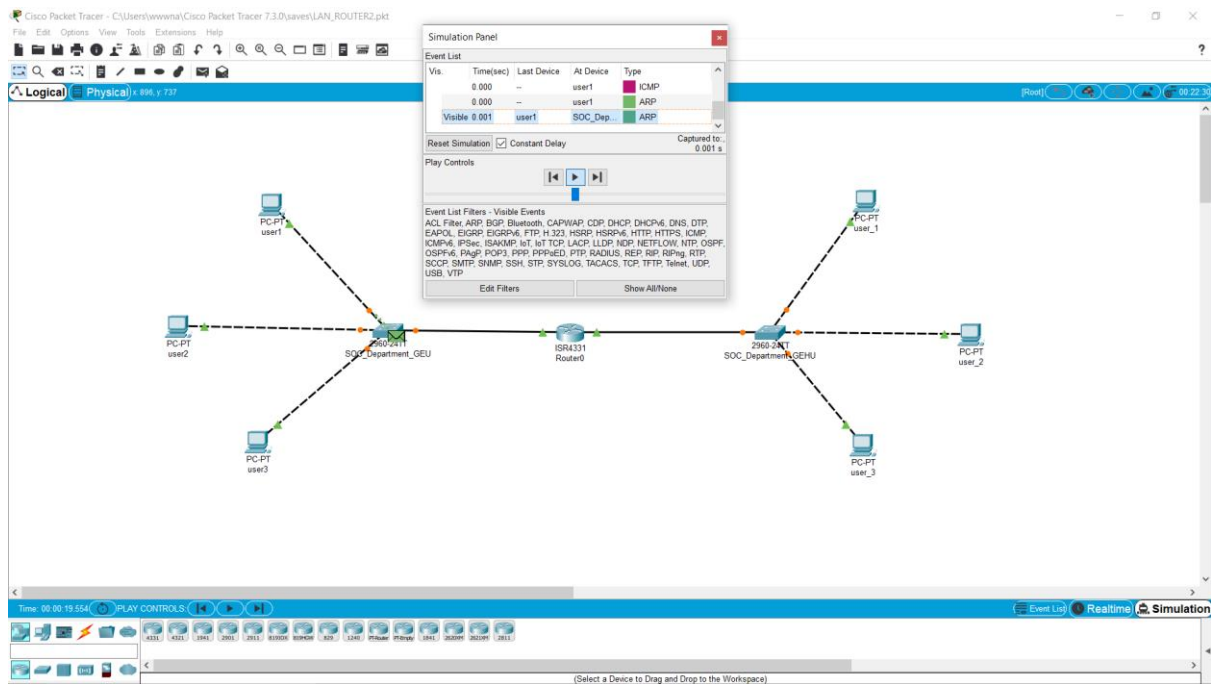 Cisco Packet Tracer - C:\Users\wwwna\Cisco Packet Tracer 7.3.0\saves\LAN_ROUTER2.pkt
File Edit Options View Tools Extensions Help
?
Logical Physical x: 896, y: 737
[Root] 00:22:30
Simulation Panel
Event List
Vis. Time(sec) Last Device At Device Type
0.000 -- user1 ICMP
0.000 -- user1 ARP
Visible 0.001 user1 SOC_Dep... ARP
Reset Simulation Constant Delay
Captured to:
0.001 s
Play Controls
Event List Filters - Visible Events
ACL Filter, ARP, BGP, Bluetooth, CAPWAP, CDP, DHCP, DHCPv6, DNS, DTP,
EAPOL, EIGRP, EIGRPv6, FTP, H.323, HSRP, HSRPv6, HTTP, HTTPS, ICMP,
ICMPv6, IPSec, ISAKMP, IoT, IoT TCP, LACP, LLDP, NDP, NETFLOW, NTP, OSPF,
OSPFv6, PAgP, POP3, PPP, PPPoED, PTP, RADIUS, REP, RIP, RIPng, RTP,
SCCP, SMTP, SNMP, SSH, STP, SYSLOG, TACACS, TCP, TFTP, Telnet, UDP,
USB, VTP
Edit Filters Show All/None
PC-PT
user1
PC-PT
user2
PC-PT
user3
2960-24TT
SOC_Department_GEU
ISR4331
Router0
2960-24TT
SOC_Department_GEHU
PC-PT
user_1
PC-PT
user_2
PC-PT
user_3
Time: 00:00:19.554 PLAY CONTROLS:
Event List Realtime Simulation
4331 4321 1941 2901 2911 819IOX 819HGW 829 1240 PT-Router PT-Empty 1841 2620XM 2621XM 2811
(Select a Device to Drag and Drop to the Workspace)